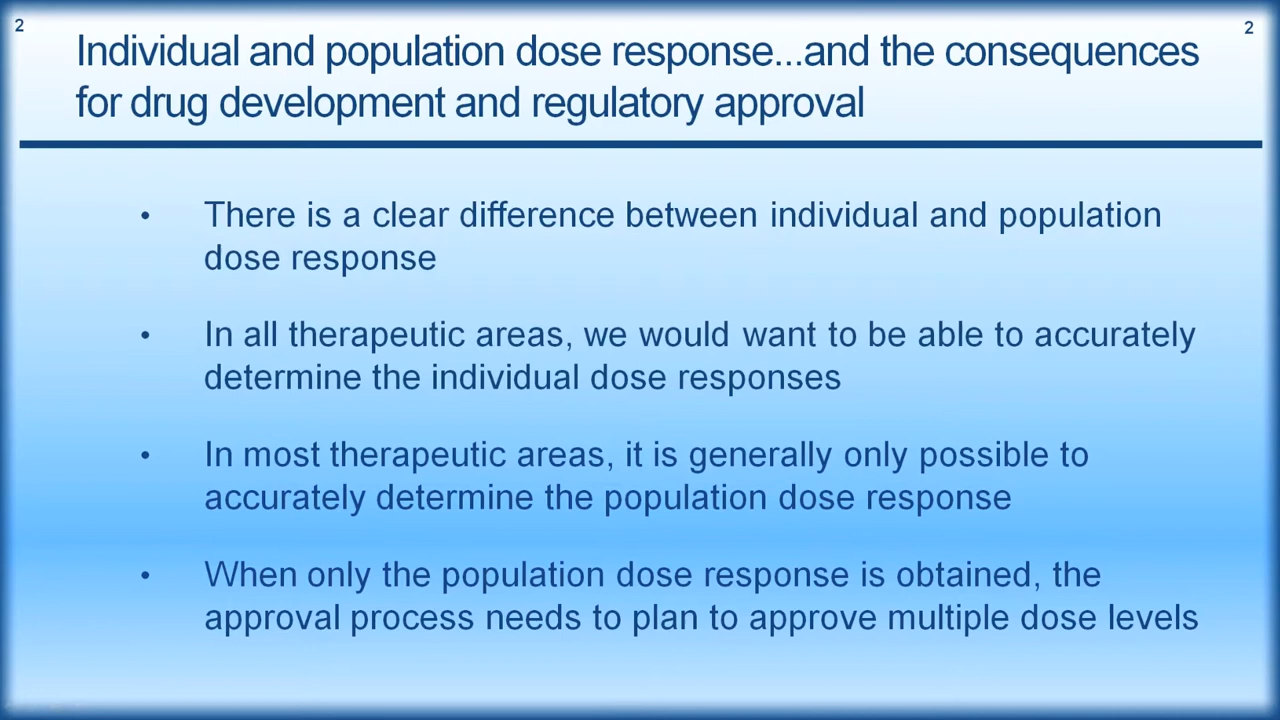 2
2
Individual and population dose response...and the consequences
for drug development and regulatory approval
• There is a clear difference between individual and population
dose response
• In all therapeutic areas, we would want to be able to accurately
determine the individual dose responses
• In most therapeutic areas, it is generally only possible to
accurately determine the population dose response
• When only the population dose response is obtained, the
approval process needs to plan to approve multiple dose levels